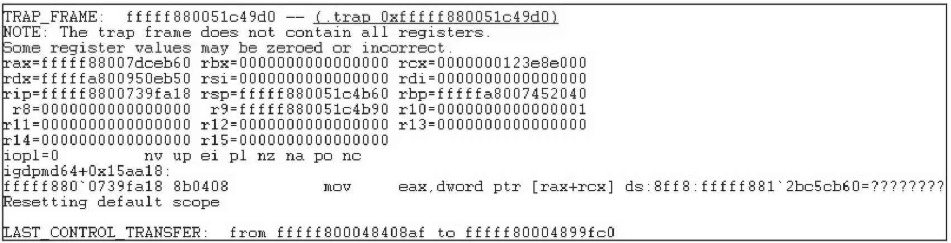 TRAP_FRAME:  fffff880051c49d0 -- (.trap 0xfffff880051c49d0)
NOTE: The trap frame does not contain all registers.
Some register values may be zeroed or incorrect.
rax=fffff88007dceb60 rbx=0000000000000000 rcx=0000000123e8e000
rdx=fffffa800950eb50 rsi=0000000000000000 rdi=0000000000000000
rip=fffff8800739fa18 rsp=fffff880051c4b60 rbp=fffffa8007452040
r8=0000000000000000  r9=fffff880051c4b90 r10=0000000000000001
r11=0000000000000000 r12=0000000000000000 r13=0000000000000000
r14=0000000000000000 r15=0000000000000000
iopl=0         nv up ei pl nz na po nc
igdpmd64+0x15aa18:
fffff880`0739fa18 8b0408          mov     eax,dword ptr [rax+rcx] ds:8ff8:fffff881`2bc5cb60=????????
Resetting default scope
LAST_CONTROL_TRANSFER:  from fffff800048408af to fffff80004899fc0